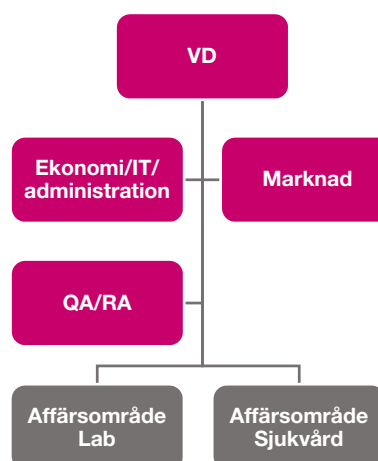 VD
Ekonomi/IT/
administration
Marknad
QA/RA
Affärsområde
Lab
Affärsområde
Sjukvård